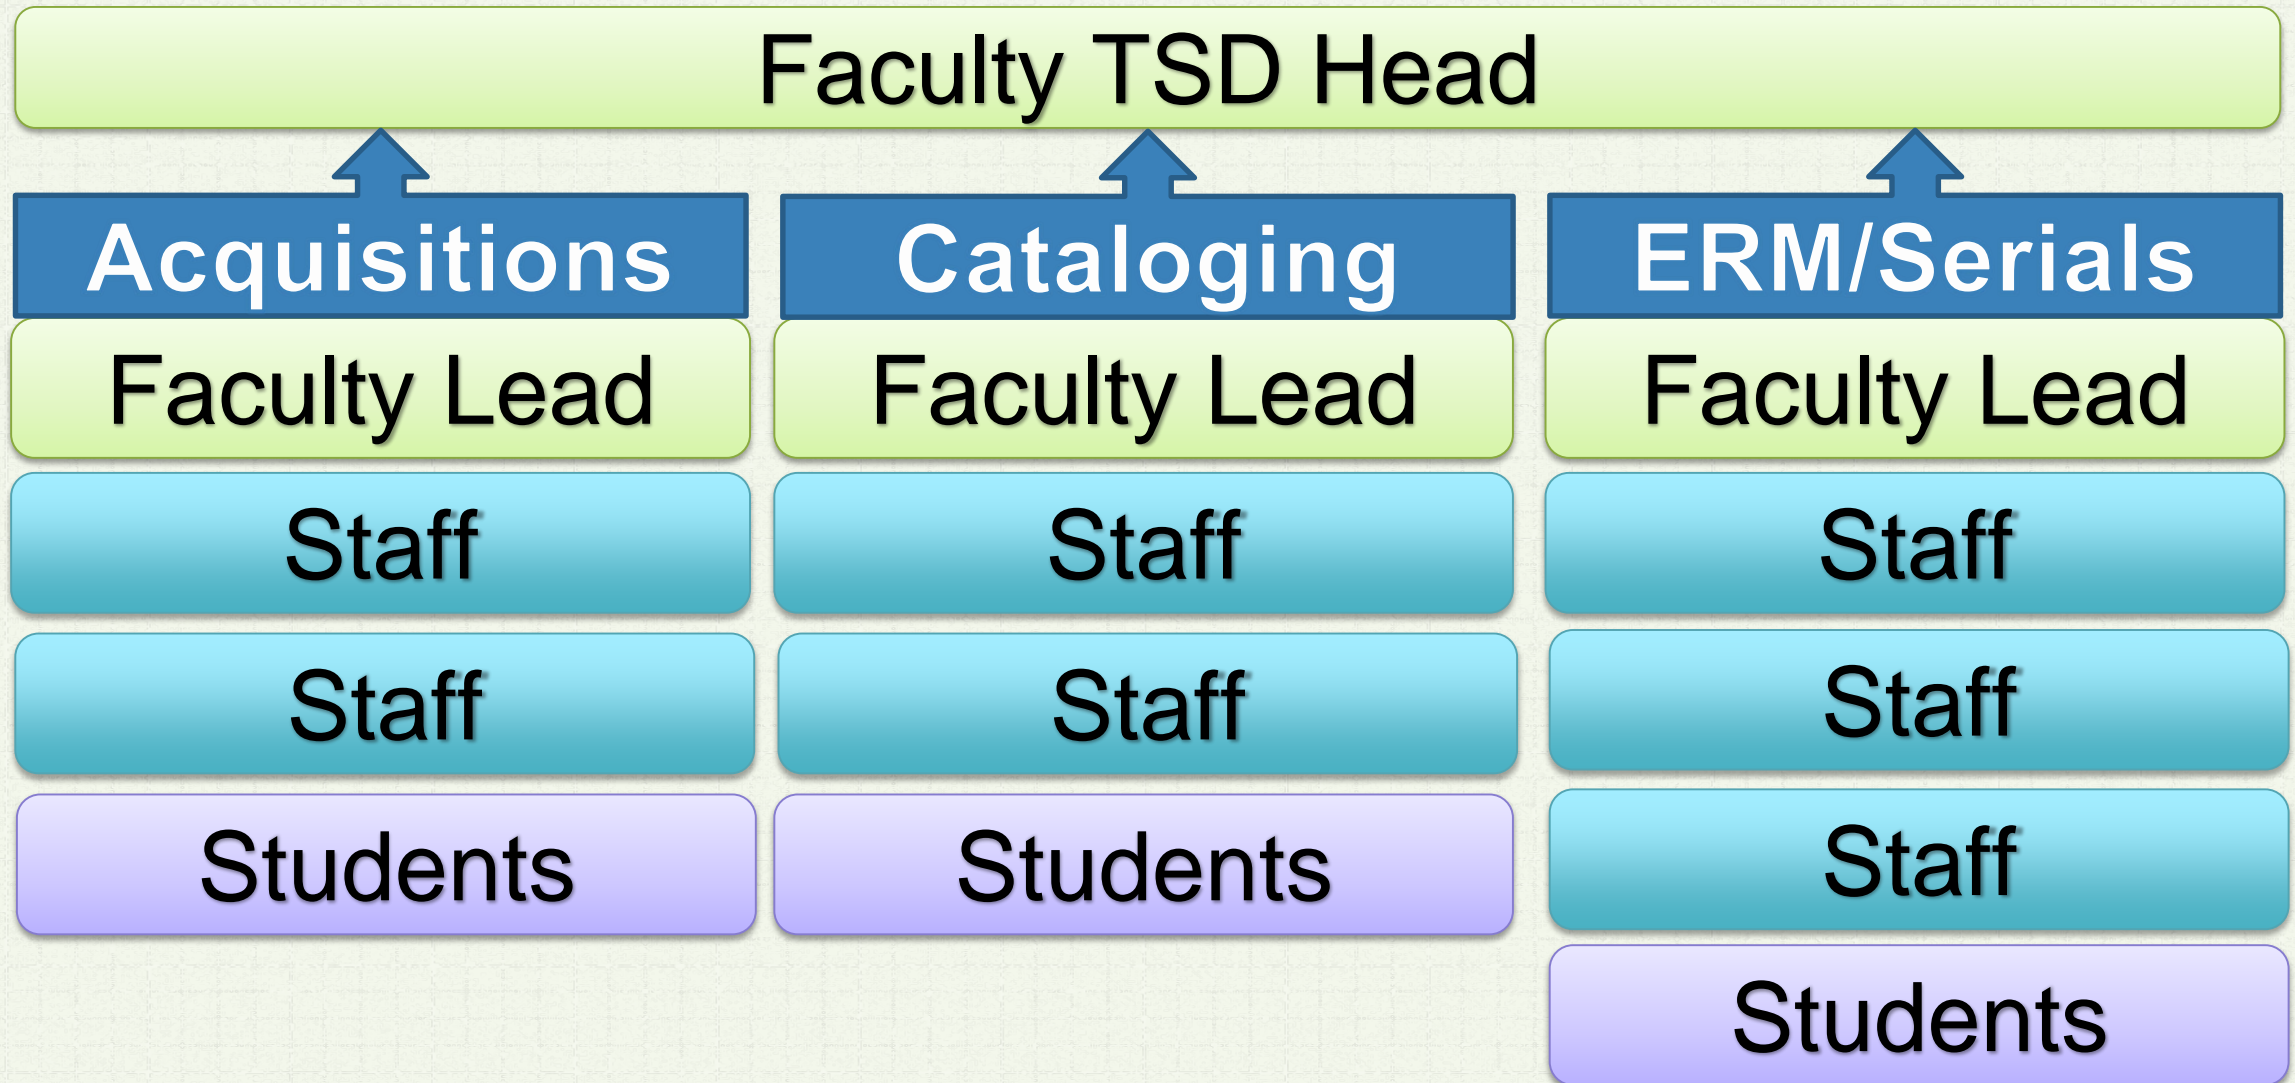 Faculty TSD Head
Acquisitions
Faculty Lead
Staff
Staff
Students
Cataloging
Faculty Lead
Staff
Staff
Students
ERM/Serials
Faculty Lead
Staff
Staff
Staff
Students